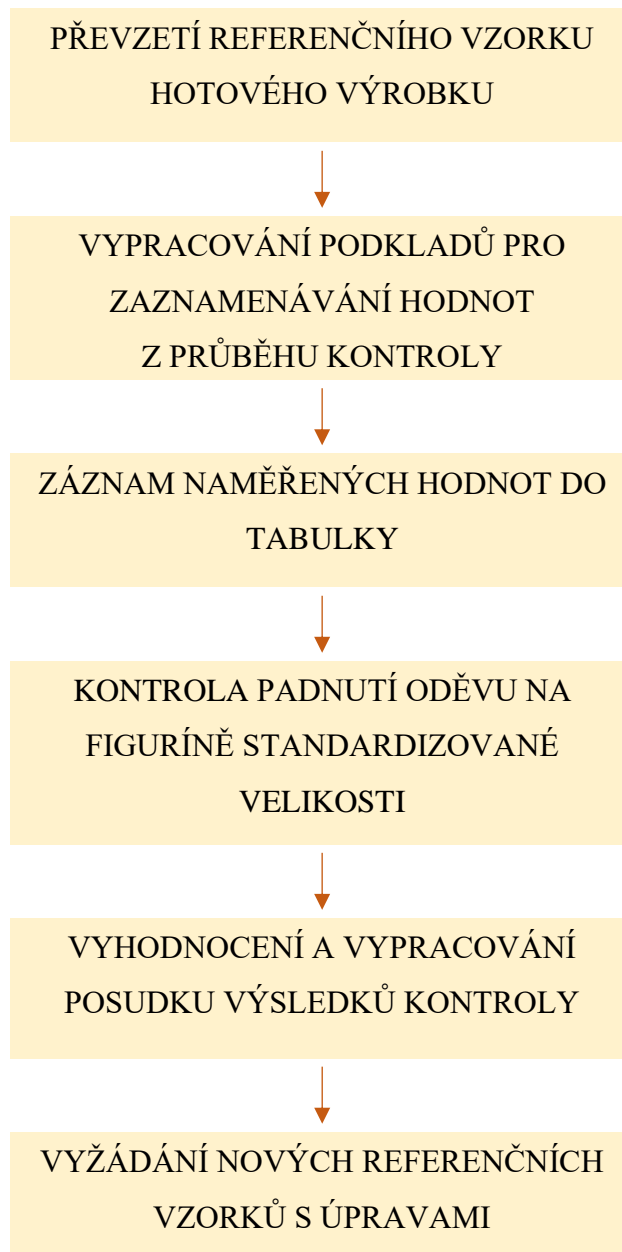 PŘEVZETÍ REFERENČNÍHO VZORKU
HOTOVÉHO VÝROBKU
VYPRACOVÁNÍ PODKLADŮ PRO
ZAZNAMENÁVÁNÍ HODNOT
Z PRŮBĚHU KONTROLY
ZÁZNAM NAMĚŘENÝCH HODNOT DO
TABULKY
KONTROLA PADNUTÍ ODĚVU NA
FIGURÍNĚ STANDARDIZOVANÉ
VELIKOSTI
VYHODNOCENÍ A VYPRACOVÁNÍ
POSUDKU VÝSLEDKŮ KONTROLY
VYŽÁDÁNÍ NOVÝCH REFERENČNÍCH
VZORKŮ S ÚPRAVAMI